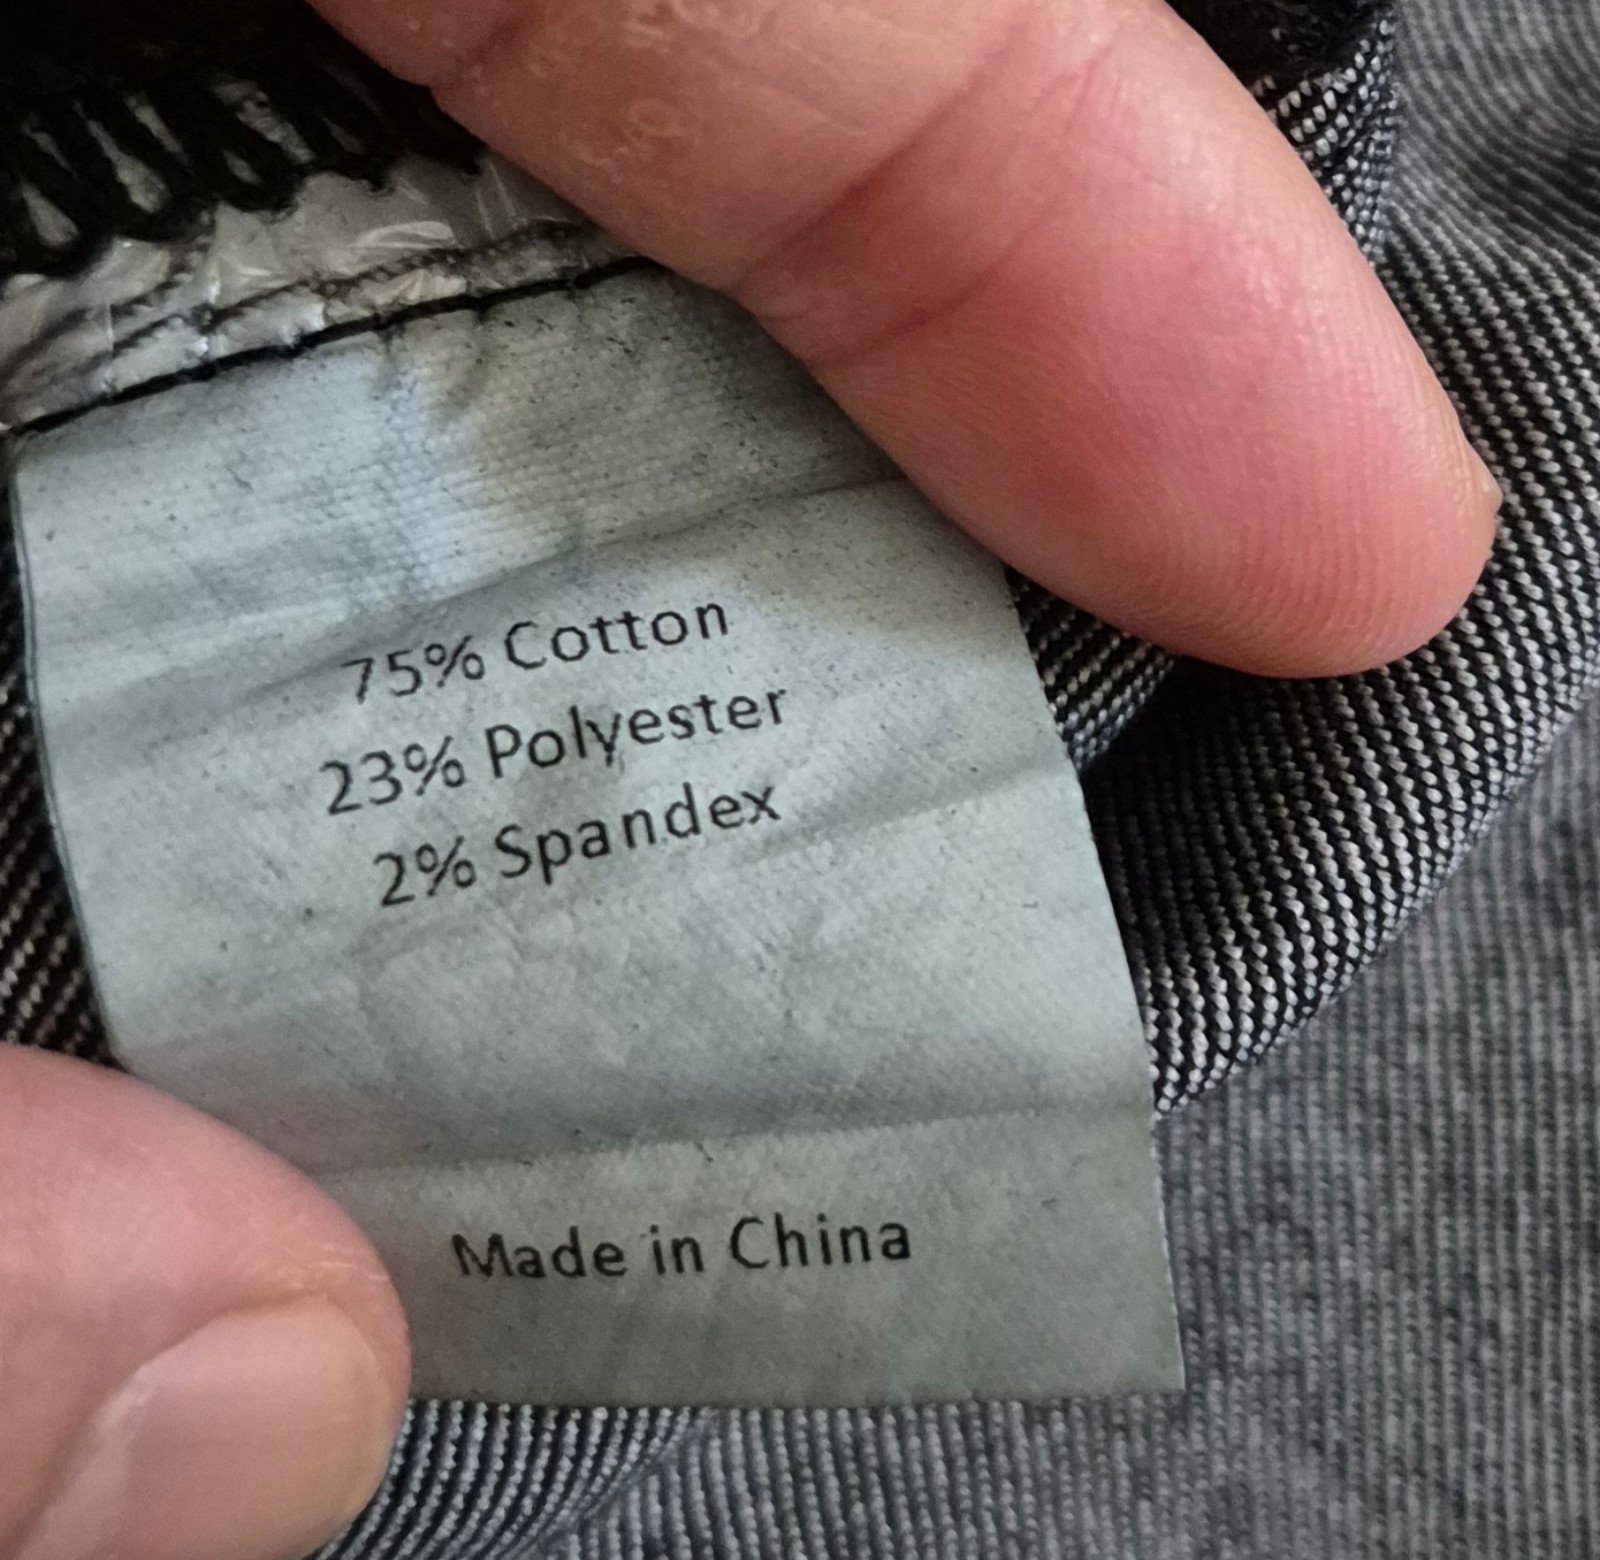 75% Cotton
23% Polyester
2% Spandex
Made in China